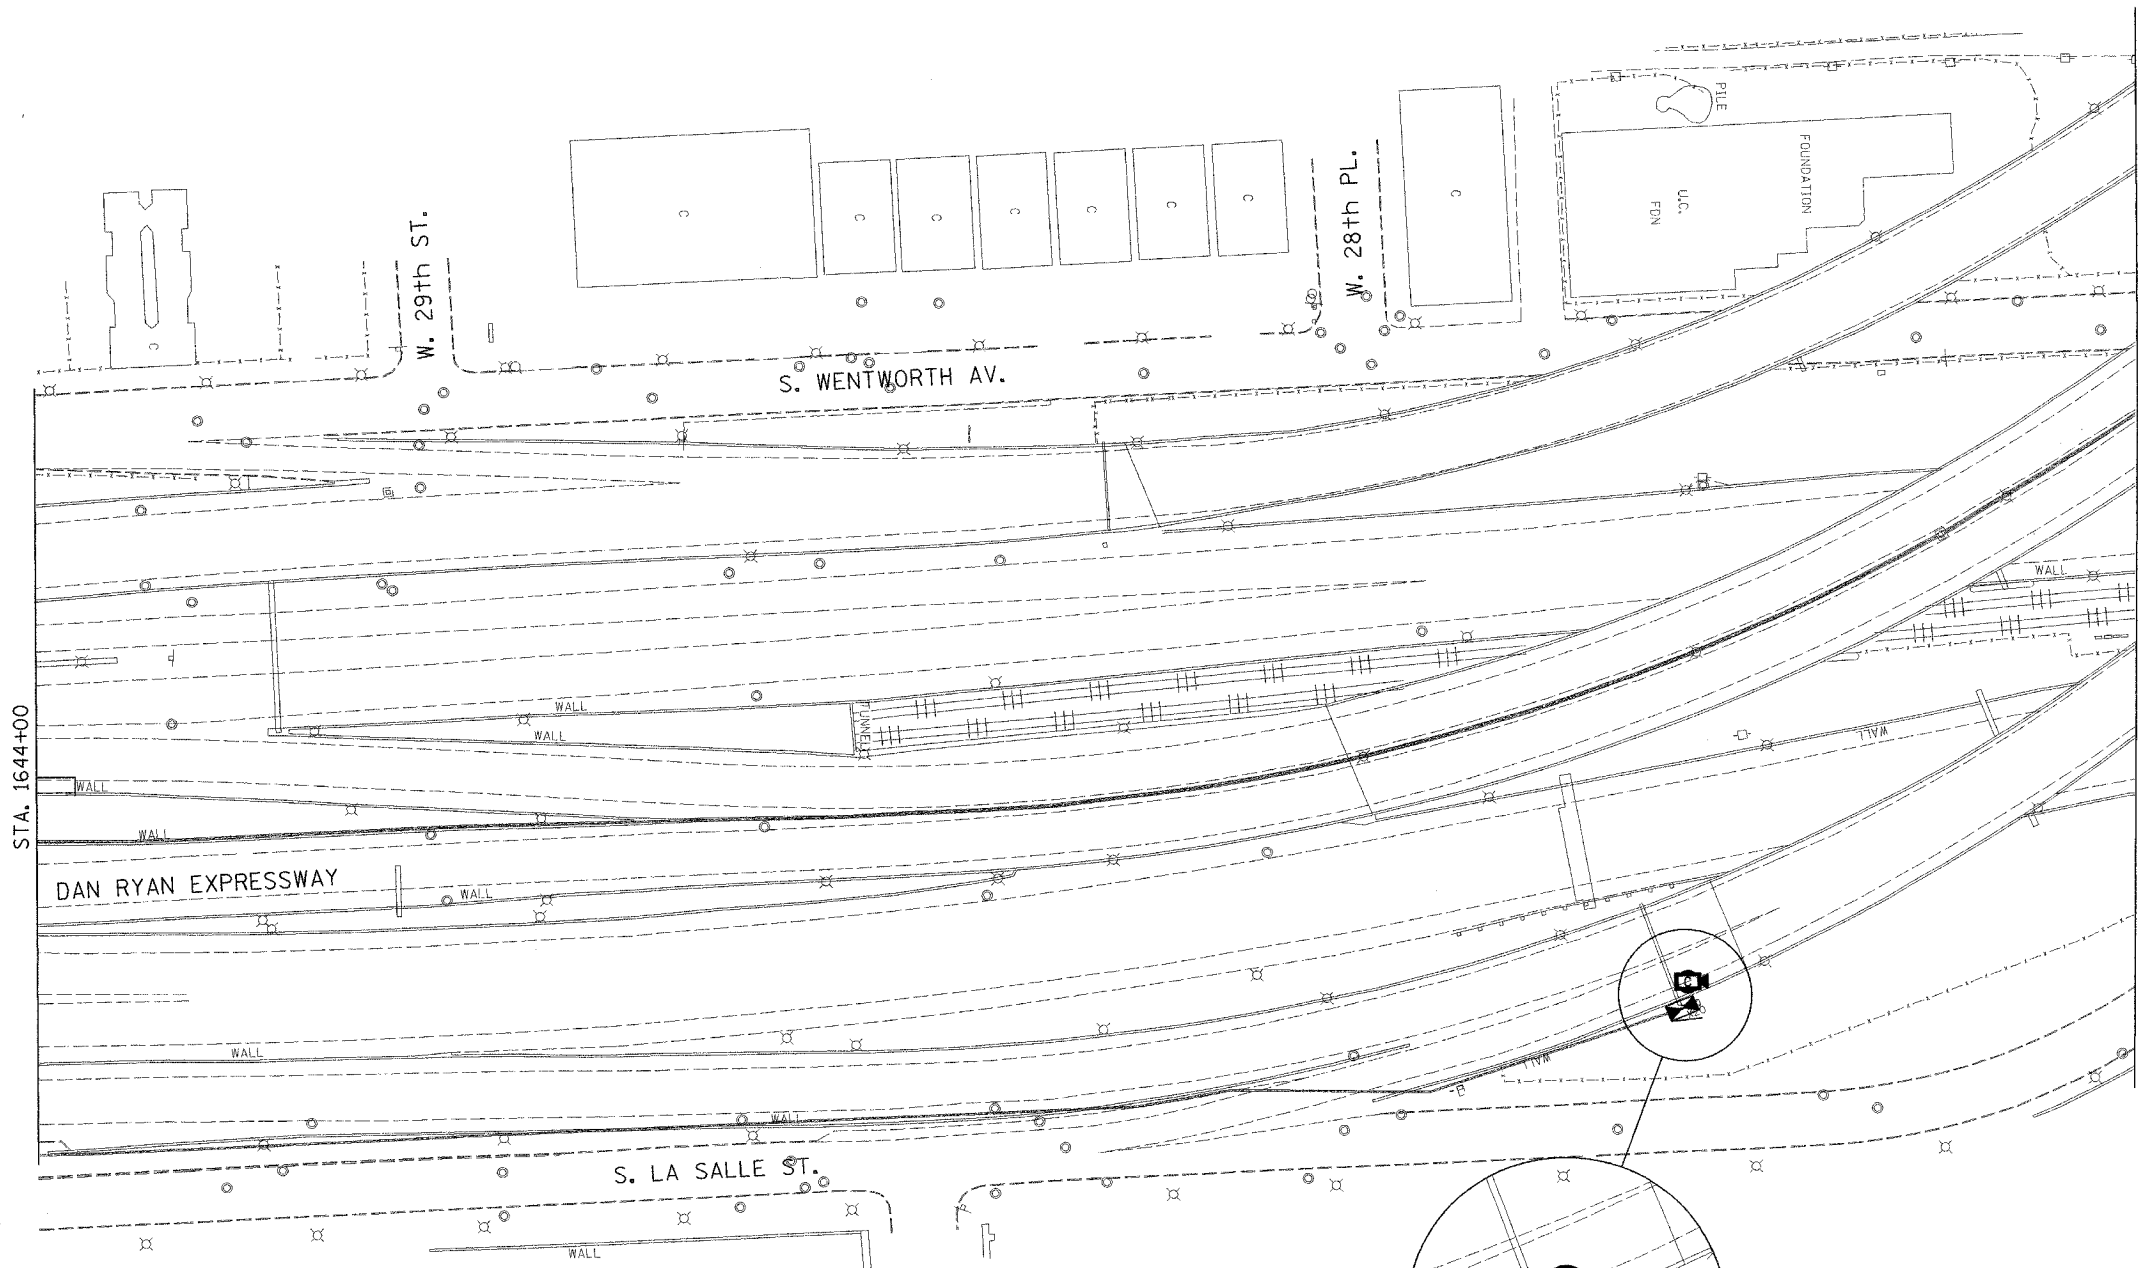 PILE
FOUNDATION
U.C.
FDN
W. 29th ST.
W. 28th PL.
C
C
C
C
C
C
C
C
C
S. WENTWORTH AV.
WALL
WALL
WALL
TUNNEL
STA. 1644+00
WALL
WALL
WALL
DAN RYAN EXPRESSWAY
WALL
C
WALL
WALL
WALL
S. LA SALLE ST.
WALL